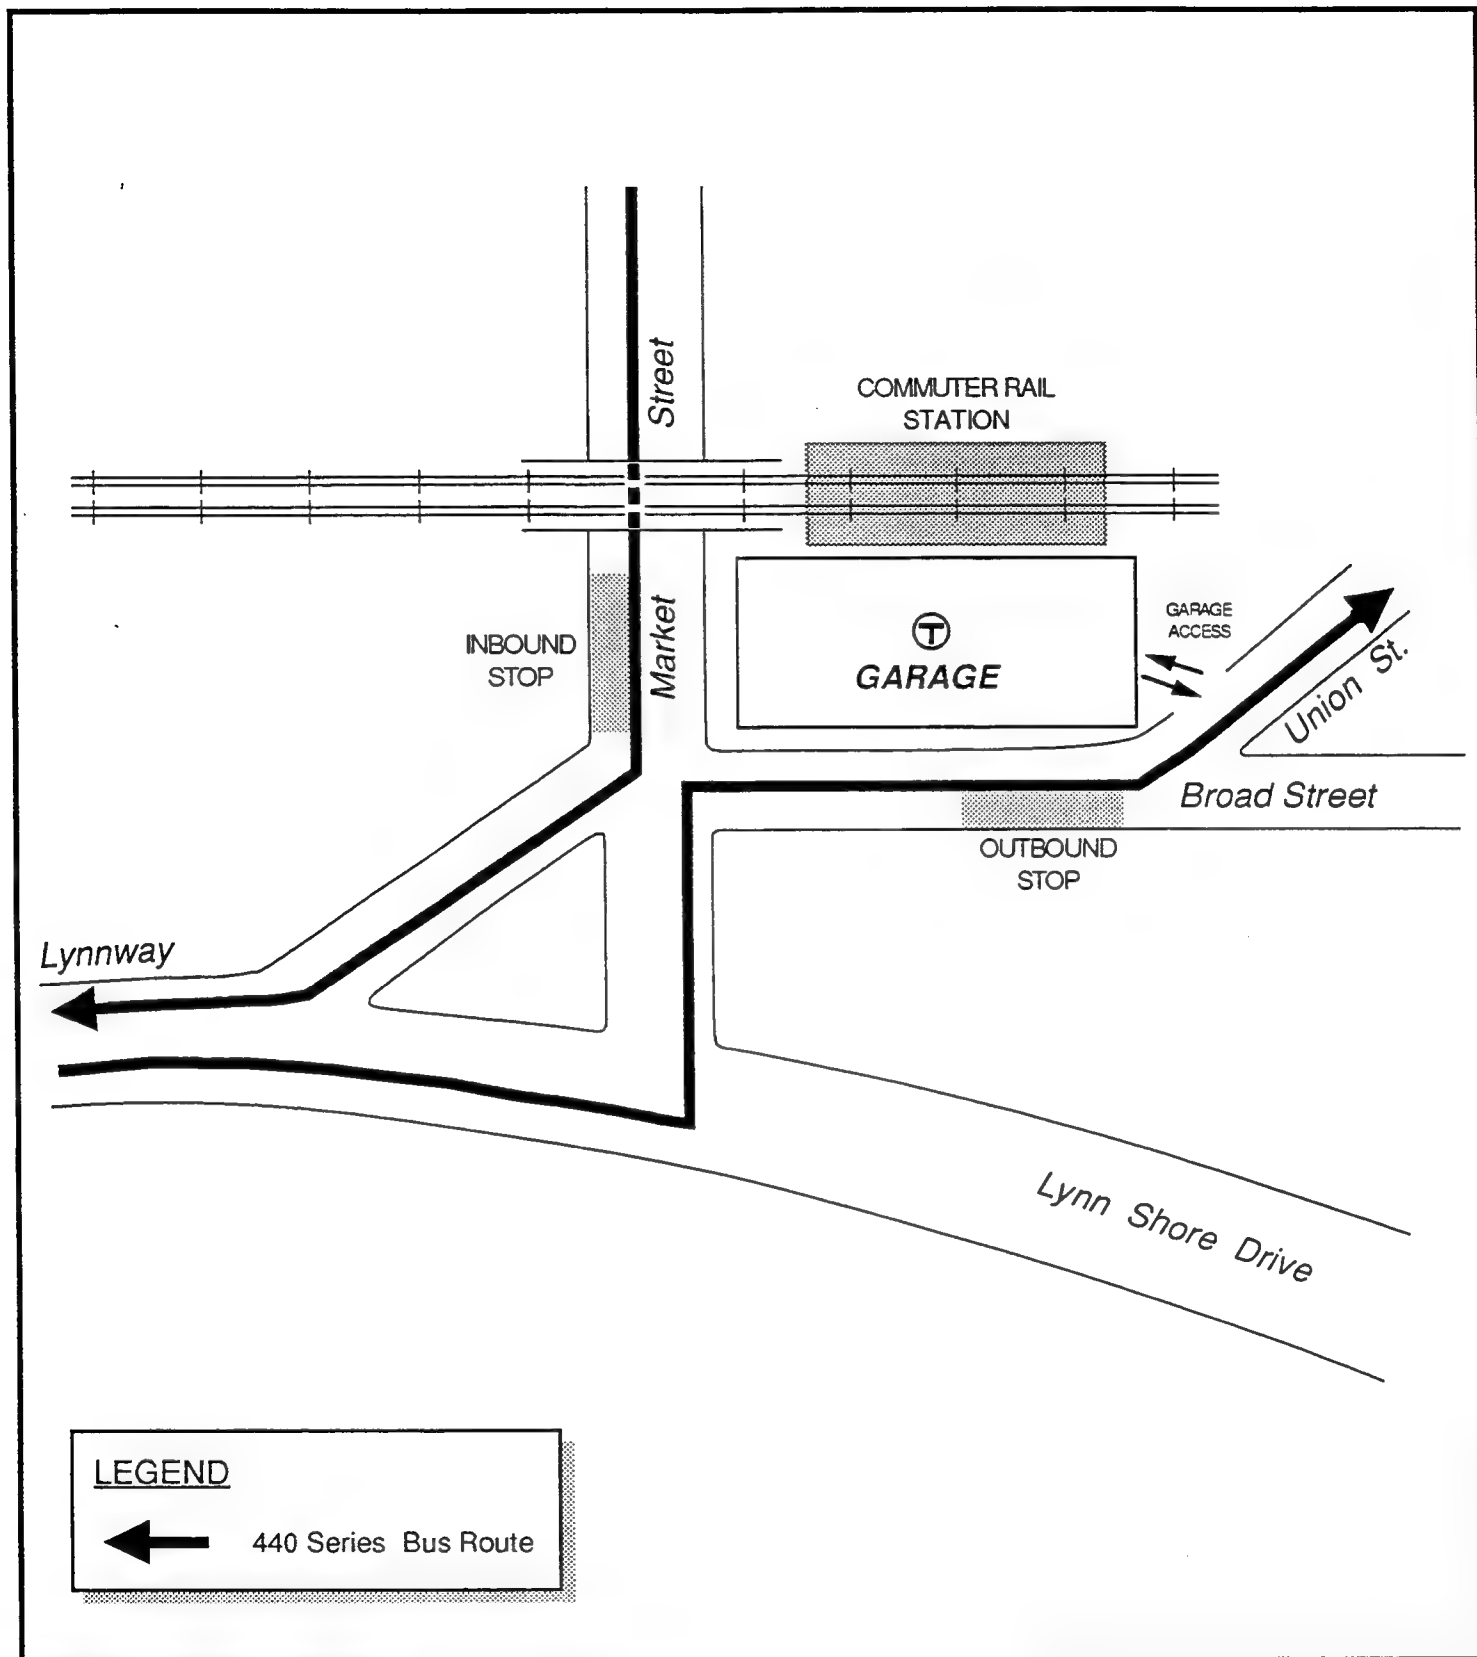 Street
COMMUTER RAIL
STATION
INBOUND
STOP
Market
T
GARAGE
GARAGE
ACCESS
Union St.
Broad Street
OUTBOUND
STOP
Lynnway
Lynn Shore Drive
LEGEND
440 Series Bus Route